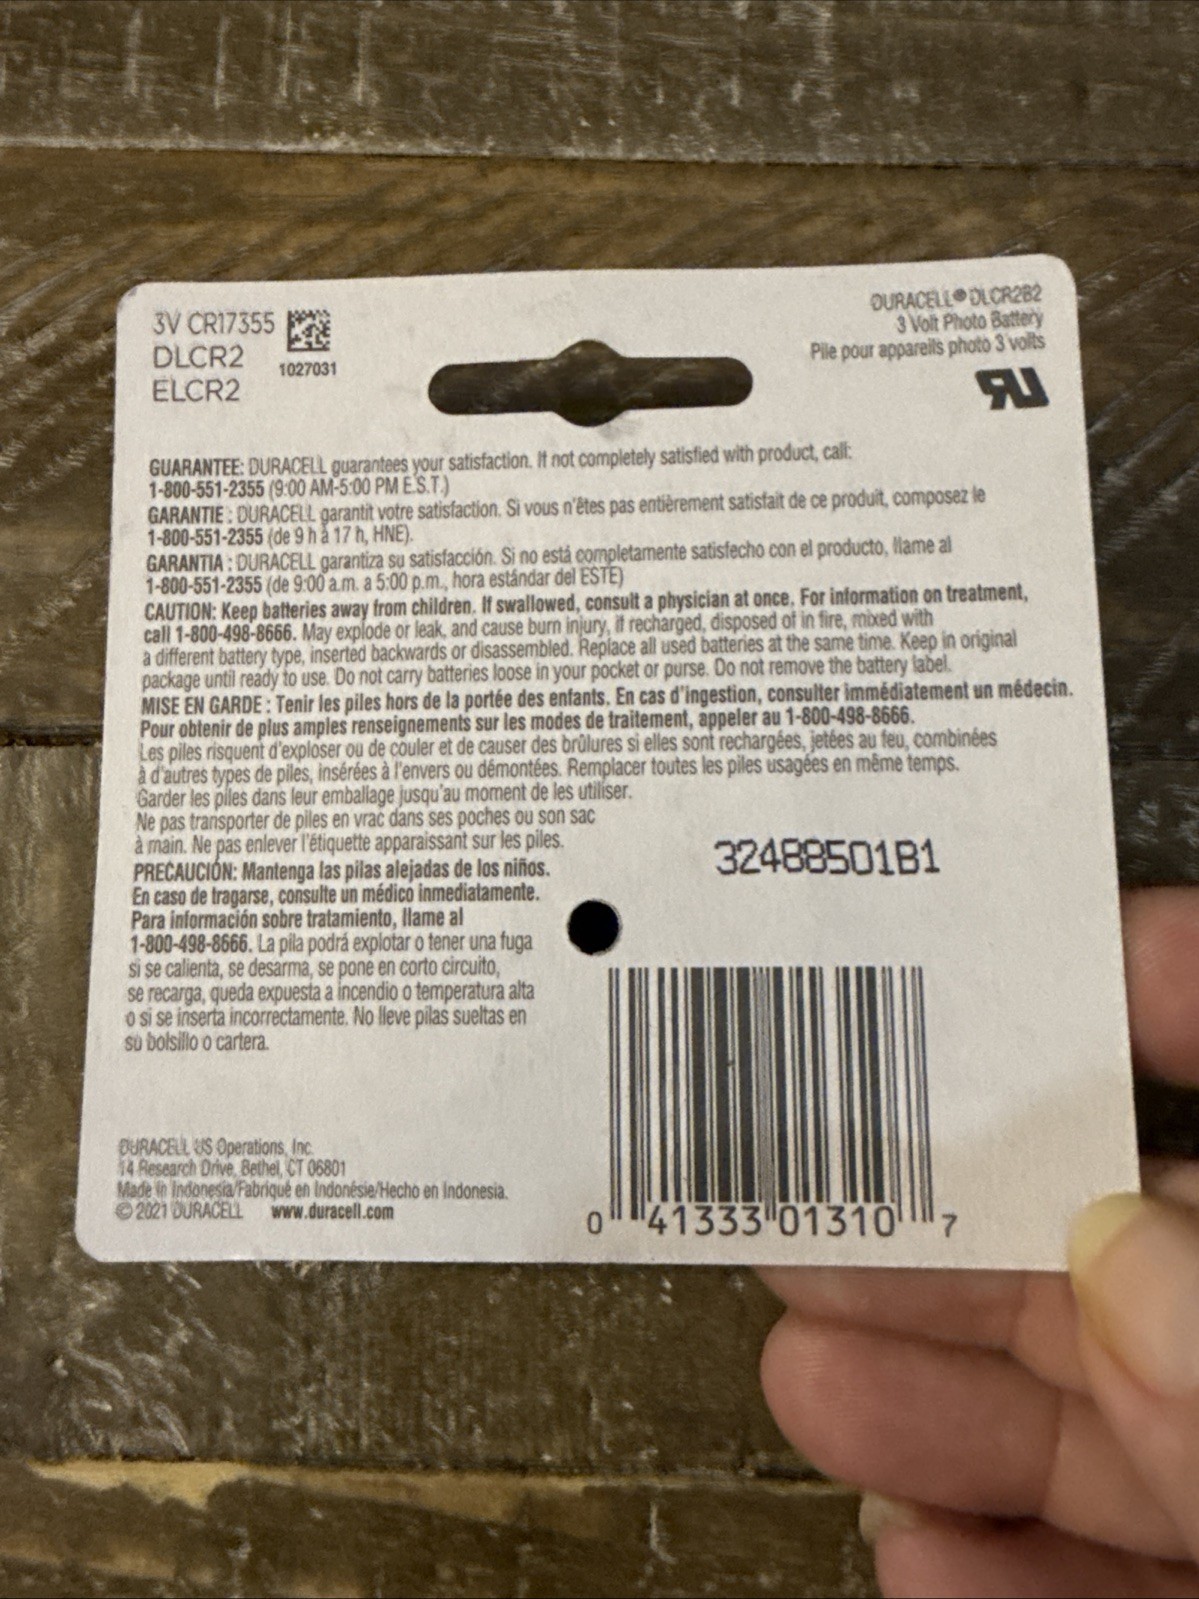 3V CR17355
DLCR2
ELCR2
1027031
DURACELL® DLCR2B2
3 Volt Photo Battery
Pile pour appareils photo 3 volts
GUARANTEE: DURACELL guarantees your satisfaction. If not completely satisfied with product, call:
1-800-551-2355 (9:00 AM-5:00 PM E.S.T.)
GARANTIE : DURACELL garantit votre satisfaction. Si vous n'êtes pas entièrement satisfait de ce produit, composez le
1-800-551-2355 (de 9 h à 17 h, HNE).
GARANTIA : DURACELL garantiza su satisfacción. Si no está completamente satisfecho con el producto, llame al
1-800-551-2355 (de 9:00 a.m. a 5:00 p.m., hora estándar del ESTE)
CAUTION: Keep batteries away from children. If swallowed, consult a physician at once. For information on treatment,
call 1-800-498-8666. May explode or leak, and cause burn injury, if recharged, disposed of in fire, mixed with
a different battery type, inserted backwards or disassembled. Replace all used batteries at the same time. Keep in original
package until ready to use. Do not carry batteries loose in your pocket or purse. Do not remove the battery label.
MISE EN GARDE : Tenir les piles hors de la portée des enfants. En cas d'ingestion, consulter immédiatement un médecin.
Pour obtenir de plus amples renseignements sur les modes de traitement, appeler au 1-800-498-8666.
Les piles risquent d'exploser ou de couler et de causer des brûlures si elles sont rechargées, jetées au feu, combinées
à d'autres types de piles, insérées à l'envers ou démontées. Remplacer toutes les piles usagées en même temps.
Garder les piles dans leur emballage jusqu'au moment de les utiliser.
Ne pas transporter de piles en vrac dans ses poches ou son sac
à main. Ne pas enlever l'étiquette apparaissant sur les piles.
PRECAUCIÓN: Mantenga las pilas alejadas de los niños.
En caso de tragarse, consulte un médico inmediatamente.
Para información sobre tratamiento, llame al
1-800-498-8666. La pila podrá explotar o tener una fuga
si se calienta, se desarma, se pone en corto circuito,
se recarga, queda expuesta a incendio o temperatura alta
o si se inserta incorrectamente. No lleve pilas sueltas en
su bolsillo o cartera.
32488501B1
DURACELL US Operations, Inc.
14 Research Drive, Bethel, CT 06801
Made in Indonesia/Fabriqué en Indonésie/Hecho en Indonesia.
© 2021 DURACELL www.duracell.com
0 41333 01310 7